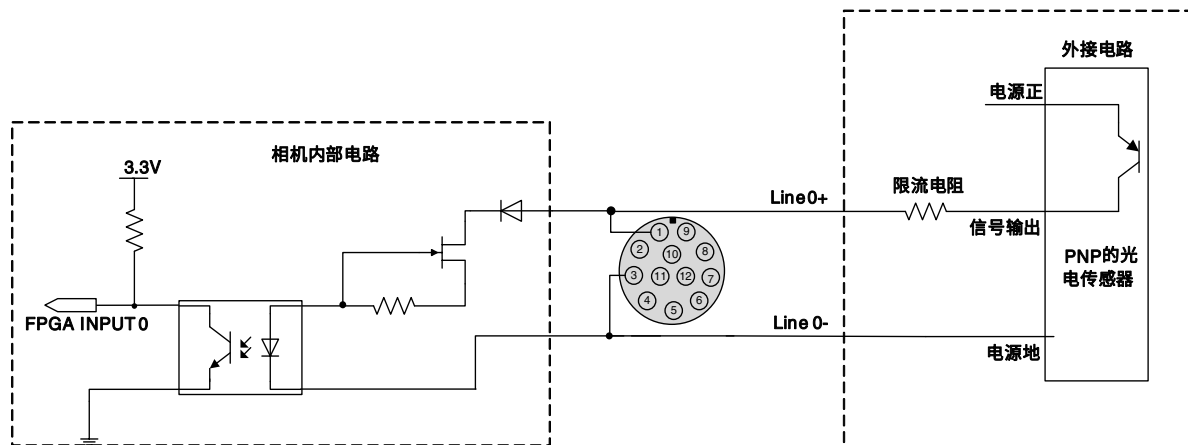 外接电路
电源正
相机内部电路
3.3V
限流电阻
Line0+
信号输出
1
9
2
10
8
3
11
12
7
4
6
5
PNP的光
电传感器
FPGA INPUT0
Line 0-
电源地